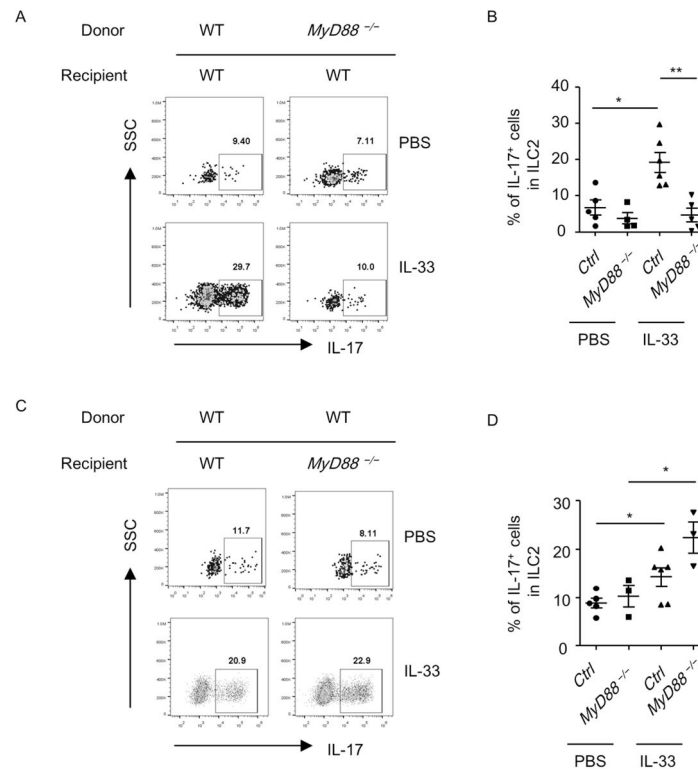 A
Donor WT MyD88 −/−
Recipient WT WT
SSC
9.40 7.11 PBS
29.7 10.0 IL-33
IL-17
B
% of IL-17+ cells
in ILC2
40
30
20
10
0
* **
Ctrl MyD88 −/− Ctrl MyD88 −/−
PBS IL-33
C
Donor WT WT
Recipient WT MyD88 −/−
SSC
11.7 8.11 PBS
20.9 22.9 IL-33
IL-17
D
% of IL-17+ cells
in ILC2
30
20
10
0
* *
Ctrl MyD88 −/− Ctrl MyD88 −/−
PBS IL-33